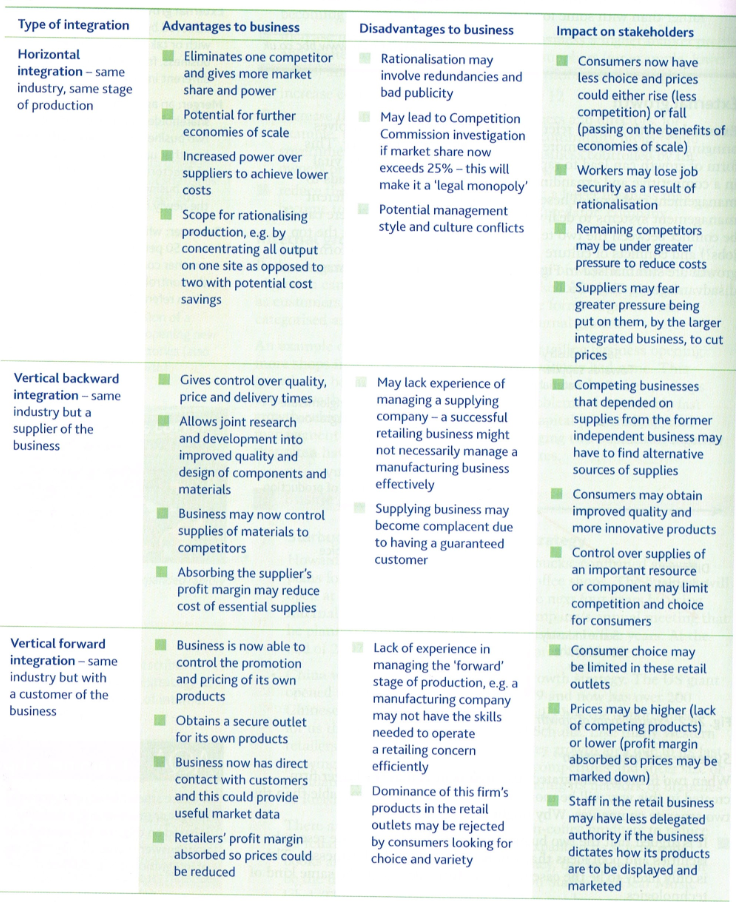 Type of integration
Advantages to business
Disadvantages to business
Impact on stakeholders
Horizontal
integration – same
industry, same stage
of production
Eliminates one competitor
and gives more market
share and power
Potential for further
economies of scale
Increased power over
suppliers to achieve lower
costs
Scope for rationalising
production, e.g. by
concentrating all output
on one site as opposed to
two with potential cost
savings
Rationalisation may
involve redundancies and
bad publicity
May lead to Competition
Commission investigation
if market share now
exceeds 25% – this will
make it a 'legal monopoly'
Potential management
style and culture conflicts
Consumers now have
less choice and prices
could either rise (less
competition) or fall
(passing on the benefits of
economies of scale)
Workers may lose job
security as a result of
rationalisation
Remaining competitors
may be under greater
pressure to reduce costs
Suppliers may fear
greater pressure being
put on them, by the larger
integrated business, to cut
prices
Vertical backward
integration – same
industry but a
supplier of the
business
Gives control over quality,
price and delivery times
Allows joint research
and development into
improved quality and
design of components and
materials
Business may now control
supplies of materials to
competitors
Absorbing the supplier's
profit margin may reduce
cost of essential supplies
May lack experience of
managing a supplying
company – a successful
retailing business might
not necessarily manage a
manufacturing business
effectively
Supplying business may
become complacent due
to having a guaranteed
customer
Competing businesses
that depended on
supplies from the former
independent business may
have to find alternative
sources of supplies
Consumers may obtain
improved quality and
more innovative products
Control over supplies of
an important resource
or component may limit
competition and choice
for consumers
Vertical forward
integration – same
industry but with
a customer of the
business
Business is now able to
control the promotion
and pricing of its own
products
Obtains a secure outlet
for its own products
Business now has direct
contact with customers
and this could provide
useful market data
Retailers' profit margin
absorbed so prices could
be reduced
Lack of experience in
managing the 'forward'
stage of production, e.g. a
manufacturing company
may not have the skills
needed to operate
a retailing concern
efficiently
Dominance of this firm's
products in the retail
outlets may be rejected
by consumers looking for
choice and variety
Consumer choice may
be limited in these retail
outlets
Prices may be higher (lack
of competing products)
or lower (profit margin
absorbed so prices may be
marked down)
Staff in the retail business
may have less delegated
authority if the business
dictates how its products
are to be displayed and
marketed